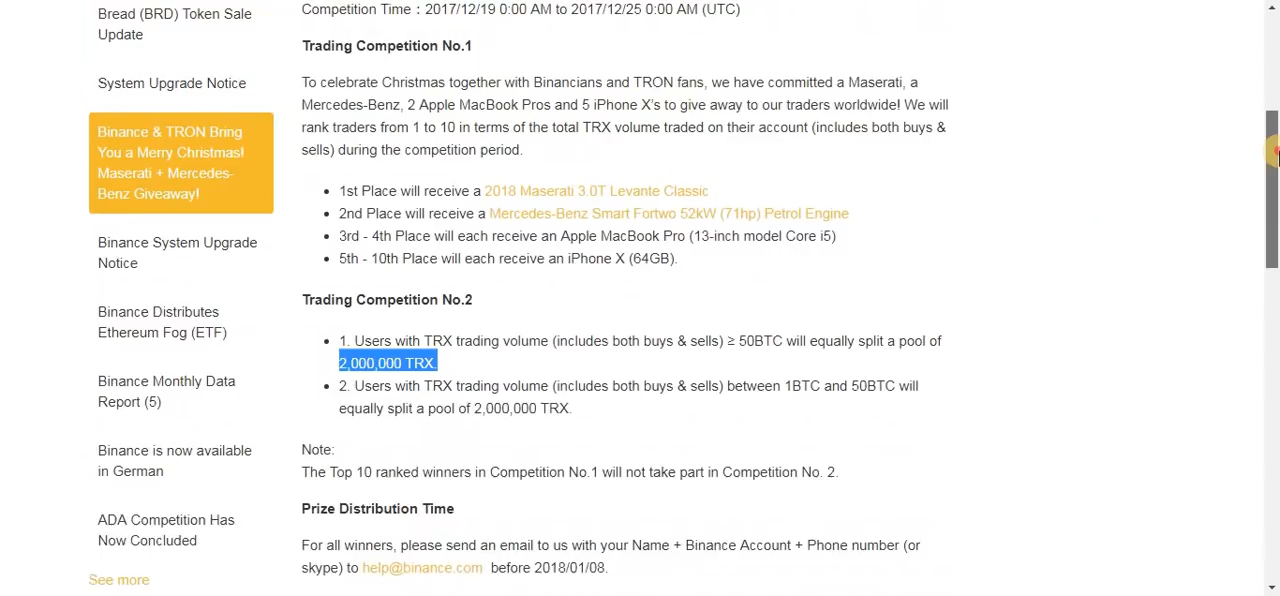 Bread (BRD) Token Sale
Update
System Upgrade Notice
Binance & TRON Bring
You a Merry Christmas!
Maserati + Mercedes-
Benz Giveaway!
Binance System Upgrade
Notice
Binance Distributes
Ethereum Fog (ETF)
Binance Monthly Data
Report (5)
Binance is now available
in German
ADA Competition Has
Now Concluded
See more
Competition Time：2017/12/19 0:00 AM to 2017/12/25 0:00 AM (UTC)
Trading Competition No.1
To celebrate Christmas together with Binancians and TRON fans, we have committed a Maserati, a
Mercedes-Benz, 2 Apple MacBook Pros and 5 iPhone X's to give away to our traders worldwide! We will
rank traders from 1 to 10 in terms of the total TRX volume traded on their account (includes both buys &
sells) during the competition period.
• 1st Place will receive a 2018 Maserati 3.0T Levante Classic
• 2nd Place will receive a Mercedes-Benz Smart Fortwo 52kW (71hp) Petrol Engine
• 3rd - 4th Place will each receive an Apple MacBook Pro (13-inch model Core i5)
• 5th - 10th Place will each receive an iPhone X (64GB).
Trading Competition No.2
• 1. Users with TRX trading volume (includes both buys & sells) ≥ 50BTC will equally split a pool of
2,000,000 TRX.
• 2. Users with TRX trading volume (includes both buys & sells) between 1BTC and 50BTC will
equally split a pool of 2,000,000 TRX.
Note:
The Top 10 ranked winners in Competition No.1 will not take part in Competition No. 2.
Prize Distribution Time
For all winners, please send an email to us with your Name + Binance Account + Phone number (or
skype) to help@binance.com before 2018/01/08.